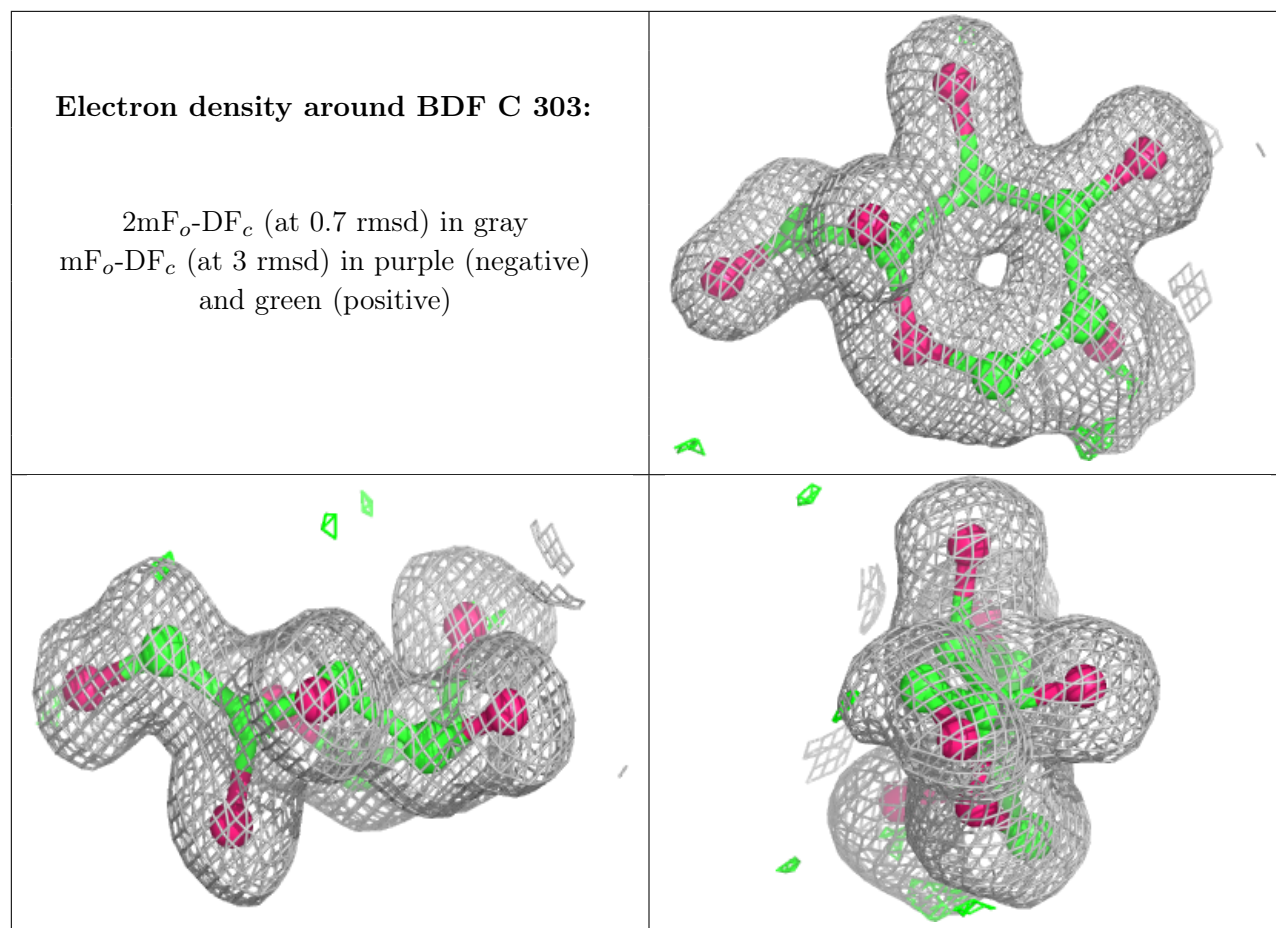 Electron density around BDF C 303:
2mFo-DFc (at 0.7 rmsd) in gray
mFo-DFc (at 3 rmsd) in purple (negative)
and green (positive)